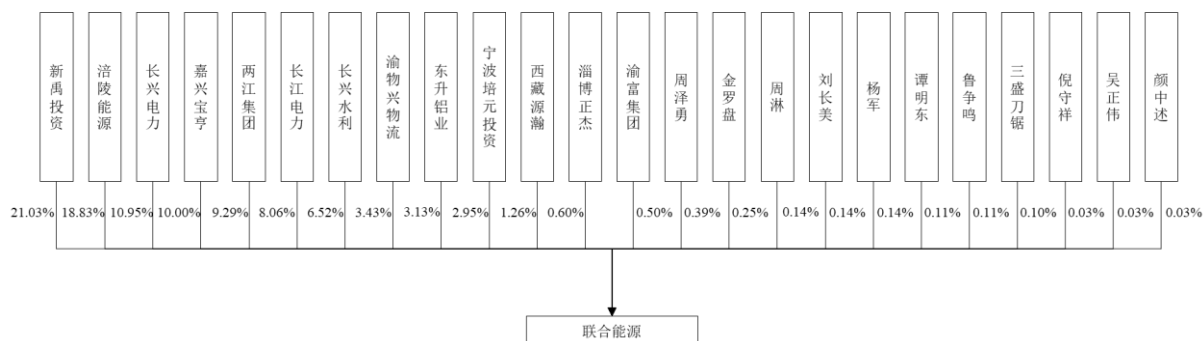 新禹投资
涪陵能源
长兴电力
嘉兴宝亨
两江集团
长江电力
长兴水利
渝物兴物流
东升铝业
宁波培元投资
西藏源瀚
淄博正杰
渝富集团
周泽勇
金罗盘
周淋
刘长美
杨军
谭明东
鲁争鸣
三盛刀锯
倪守祥
吴正伟
颜中述
21.03% 18.83% 10.95% 10.00% 9.29% 8.06% 6.52% 3.43% 3.13% 2.95% 1.26% 0.60% 0.50% 0.39% 0.25% 0.14% 0.14% 0.14% 0.11% 0.11% 0.10% 0.03% 0.03% 0.03%
联合能源